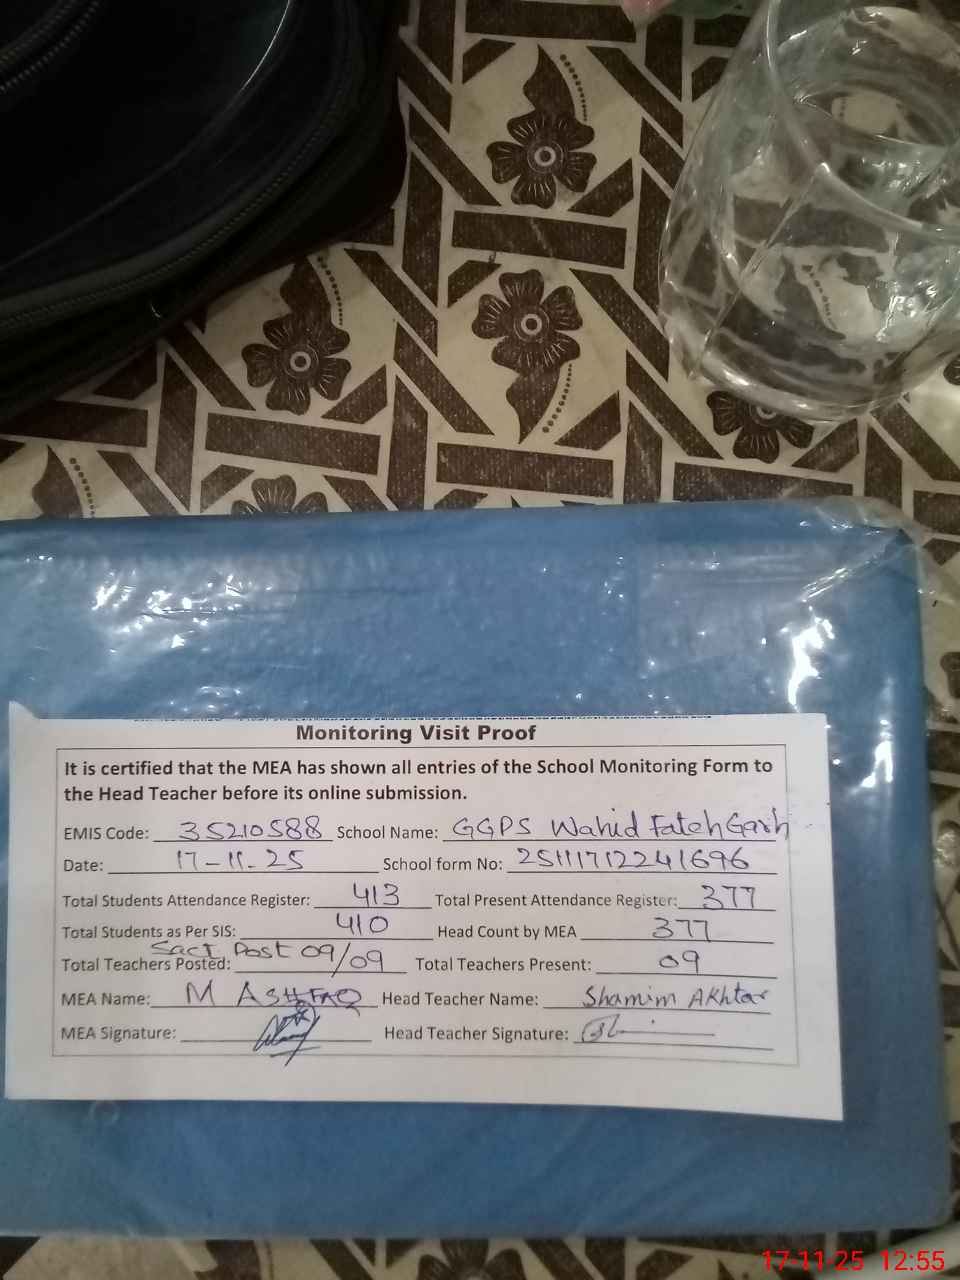 Monitoring Visit Proof
It is certified that the MEA has shown all entries of the School Monitoring Form to
the Head Teacher before its online submission.
EMIS Code: 35210588 School Name: GGPS Wahid Fateh Garh
Date: 17-11-25 School form No: 25111712241696
Total Students Attendance Register: 413 Total Present Attendance Register: 377
Total Students as Per SIS: 410 Head Count by MEA 377
Sact Post 09/09
Total Teachers Posted: Total Teachers Present: 09
MEA Name: M ASHFAQ Head Teacher Name: Shamim Akhtar
MEA Signature: Head Teacher Signature:
17-11-25 12:55